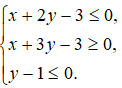 x + 2y − 3 ≤ 0,
x + 3y − 3 ≥ 0,
y − 1 ≤ 0.